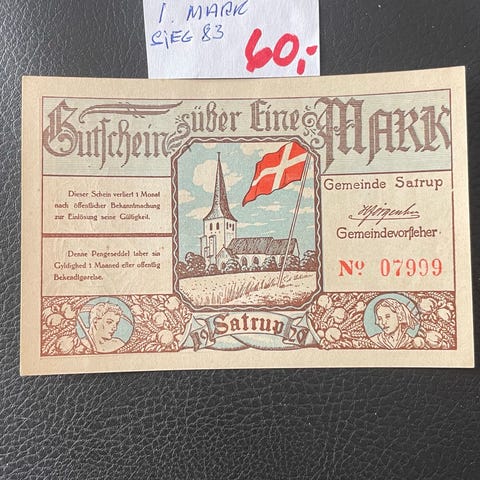 1. MARK
SIEG 83
60,-
Gutschein über Eine MARK
Dieser Schein verliert 1 Monat
nach öffentlicher Bekanntmachung
zur Einlösung seine Gültigkeit.
Denne Pengeseddel taber sin
Gyldighed 1 Maaned efter offentlig
Bekendtgørelse.
Gemeinde Satrup
Gemeindevorsteher.
Nº 07999
19 Satrup 20